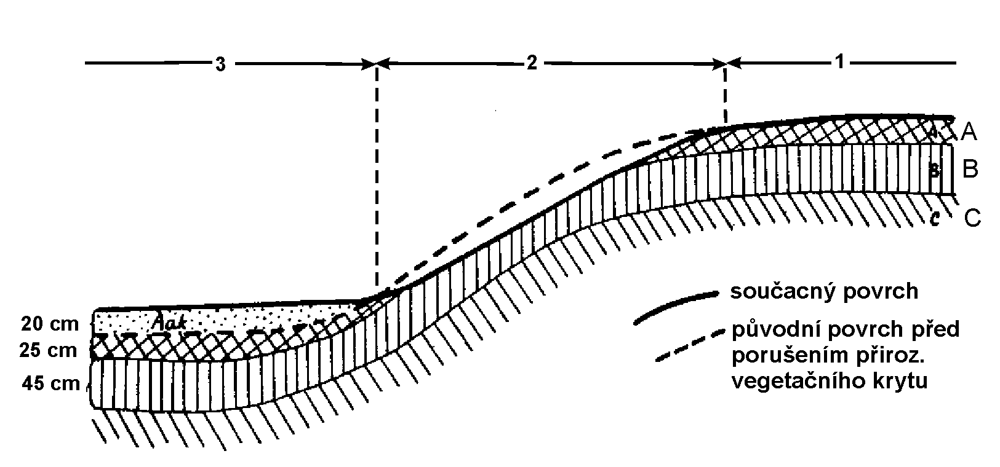 3 2 1
A A
B B
C C
současný povrch
20 cm Aak
původní povrch před
25 cm
porušením přiroz.
45 cm
vegetačního krytu